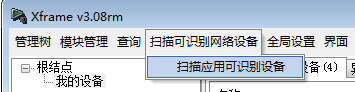 Xframe v3.08rm
管理树 模块管理 查询 扫描可识别网络设备 全局设置 界面
扫描应用可识别设备
根结点
我的设备
设备(4)